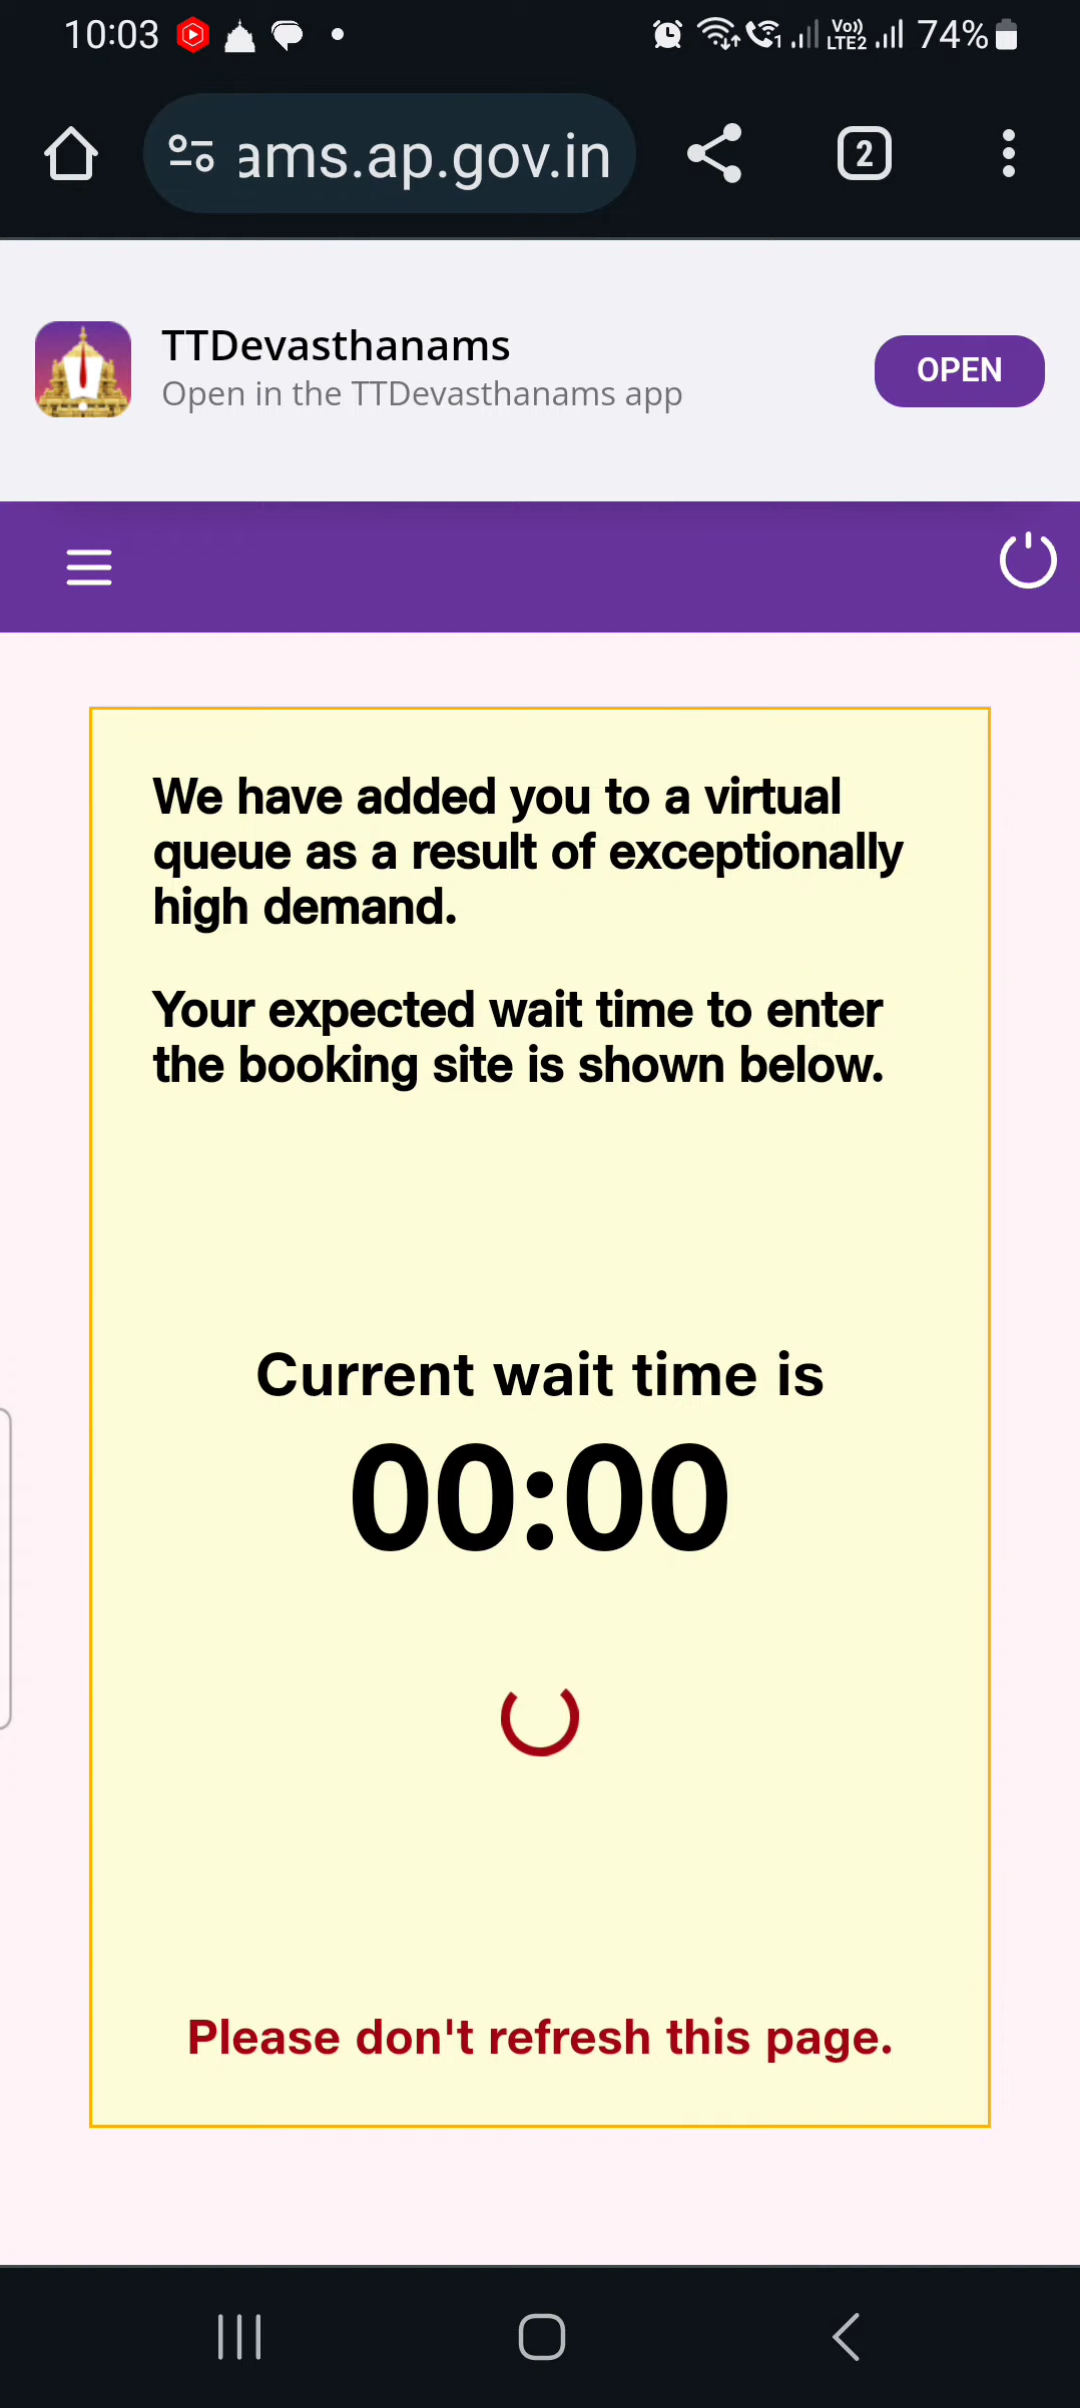 10:03
Vo)) LTE2 74%
ams.ap.gov.in
2
TTDevasthanams
Open in the TTDevasthanams app
OPEN
We have added you to a virtual
queue as a result of exceptionally
high demand.
Your expected wait time to enter
the booking site is shown below.
Current wait time is
00:00
Please don't refresh this page.